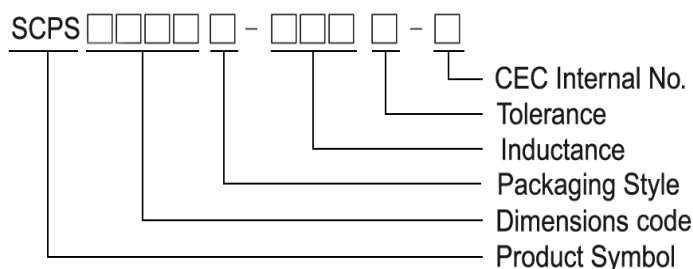 SCPS□□□□ □ - □□□ □ - □
CEC Internal No.
Tolerance
Inductance
Packaging Style
Dimensions code
Product Symbol